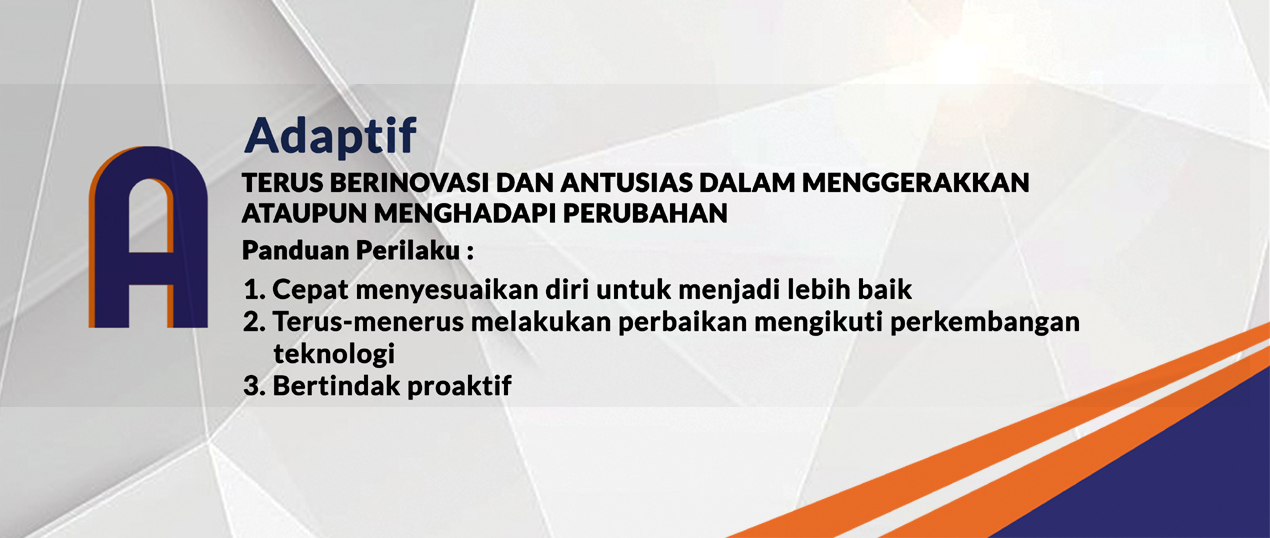 A
Adaptif
TERUS BERINOVASI DAN ANTUSIAS DALAM MENGGERAKKAN
ATAUPUN MENGHADAPI PERUBAHAN
Panduan Perilaku :
1. Cepat menyesuaikan diri untuk menjadi lebih baik
2. Terus-menerus melakukan perbaikan mengikuti perkembangan
teknologi
3. Bertindak proaktif